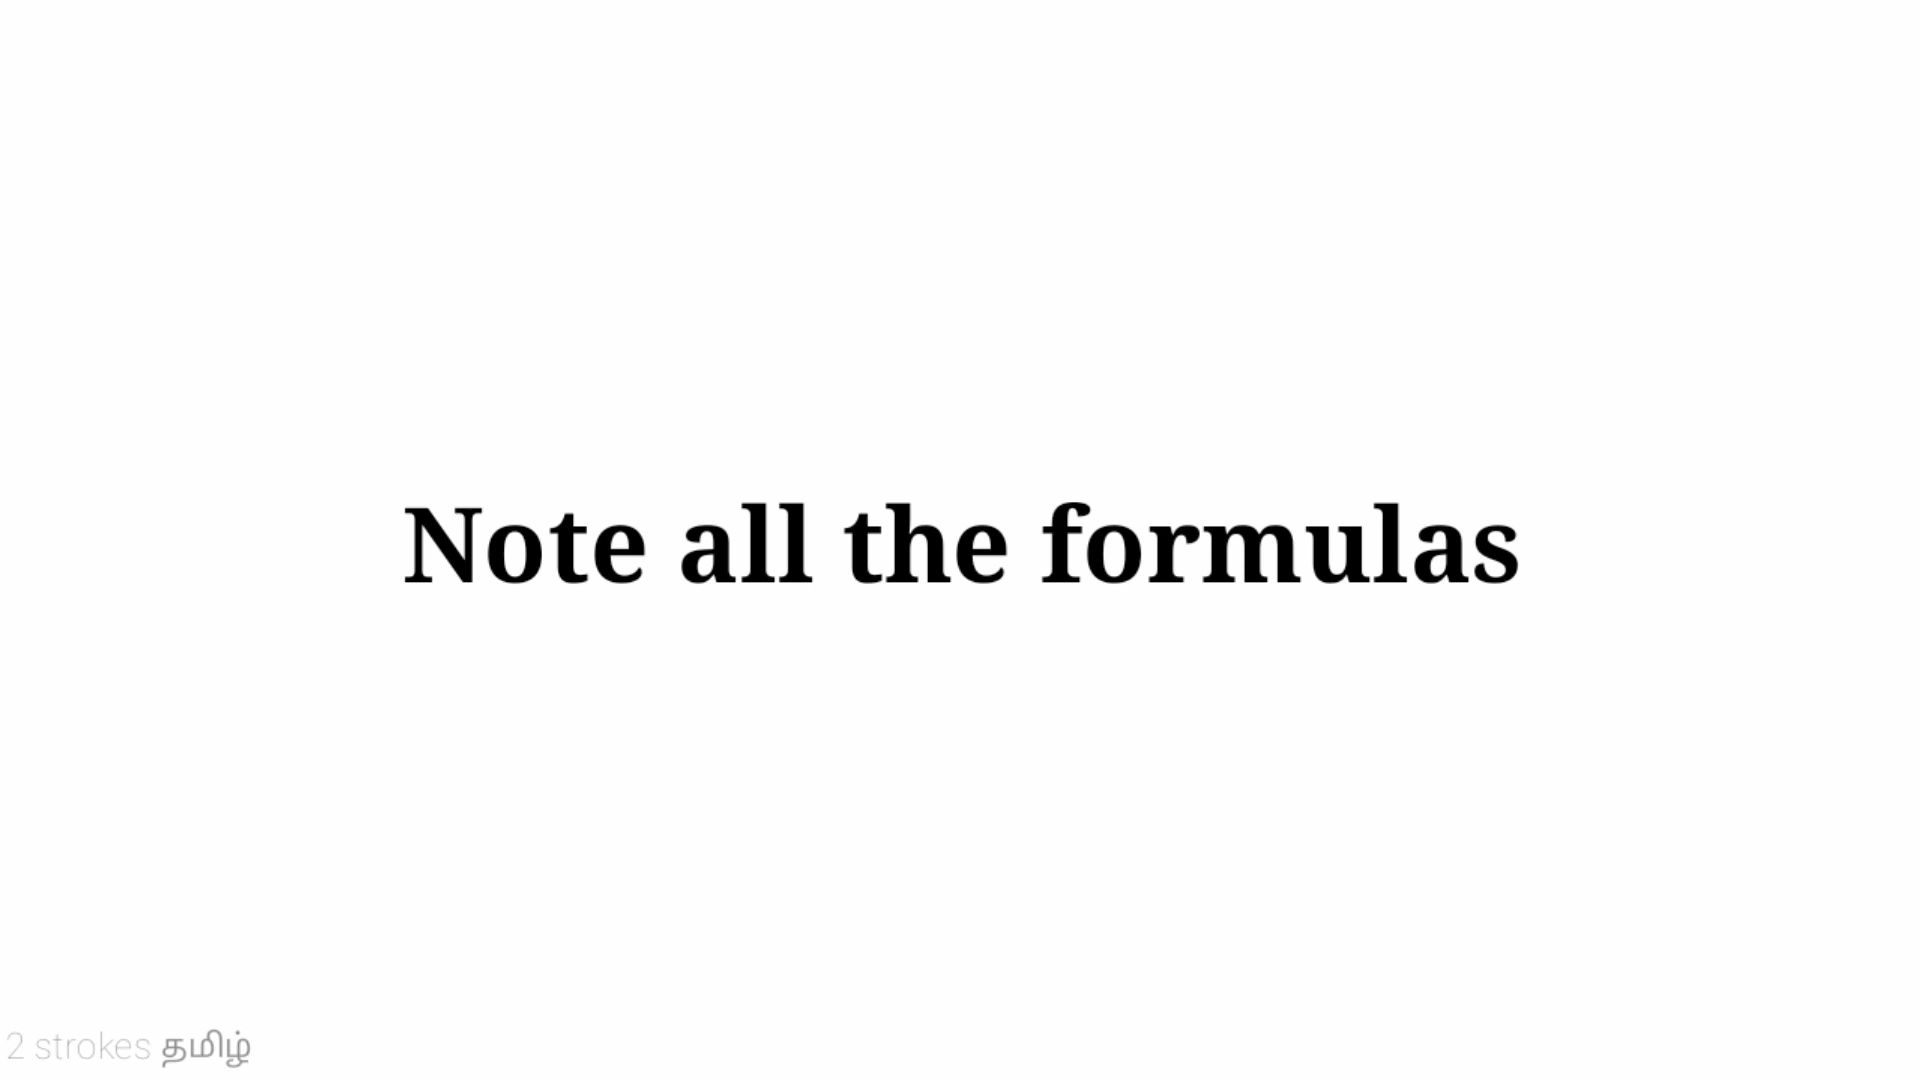 Note all the formulas
2 strokes தமிழ்